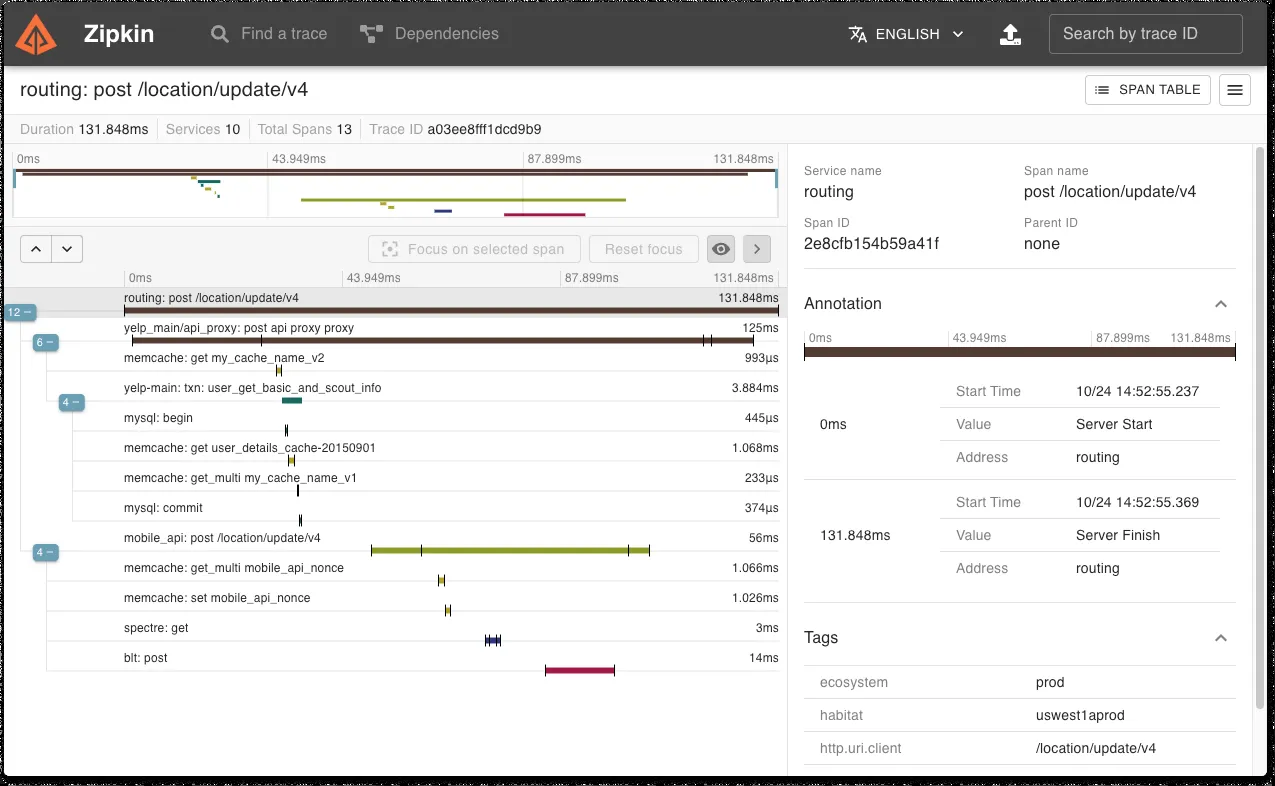 Zipkin Find a trace Dependencies ENGLISH Search by trace ID
routing: post /location/update/v4 SPAN TABLE
Duration 131.848ms Services 10 Total Spans 13 Trace ID a03ee8fff1dcd9b9
0ms 43.949ms 87.899ms 131.848ms
Focus on selected span Reset focus
0ms 43.949ms 87.899ms 131.848ms
routing: post /location/update/v4 131.848ms
12 −
yelp_main/api_proxy: post api proxy proxy 125ms
6 −
memcache: get my_cache_name_v2 993µs
yelp-main: txn: user_get_basic_and_scout_info 3.884ms
4 −
mysql: begin 445µs
memcache: get user_details_cache-20150901 1.068ms
memcache: get_multi my_cache_name_v1 233µs
mysql: commit 374µs
mobile_api: post /location/update/v4 56ms
4 −
memcache: get_multi mobile_api_nonce 1.066ms
memcache: set mobile_api_nonce 1.026ms
spectre: get 3ms
blt: post 14ms
Service name Span name
routing post /location/update/v4
Span ID Parent ID
2e8cfb154b59a41f none
Annotation
0ms 43.949ms 87.899ms 131.848ms
Start Time 10/24 14:52:55.237
0ms Value Server Start
Address routing
Start Time 10/24 14:52:55.369
131.848ms Value Server Finish
Address routing
Tags
ecosystem prod
habitat uswest1aprod
http.uri.client /location/update/v4